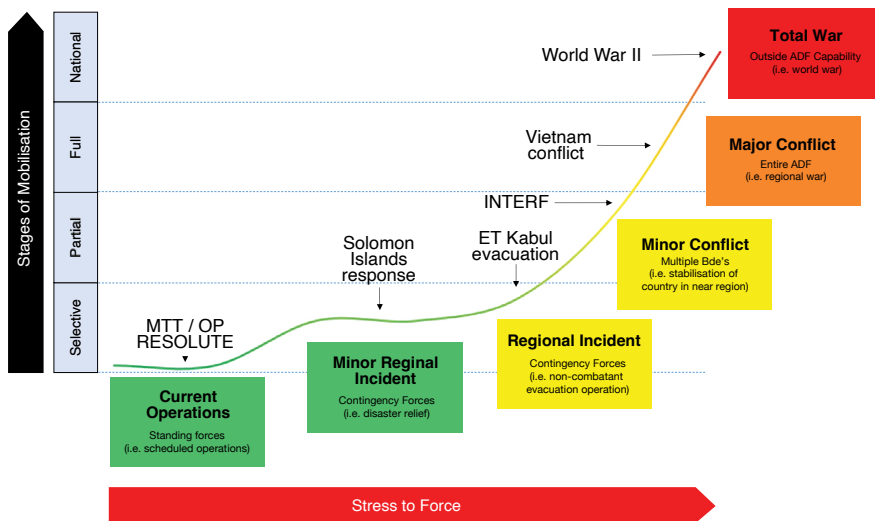 Stages of Mobilisation
National
Full
Partial
Selective
World War II
Vietnam
conflict
INTERF
ET Kabul
evacuation
Solomon
Islands
response
MTT / OP
RESOLUTE
Total War
Outside ADF Capability
(i.e. world war)
Major Conflict
Entire ADF
(i.e. regional war)
Minor Conflict
Multiple Bde's
(i.e. stabilisation of
country in near region)
Regional Incident
Contingency Forces
(i.e. non-combatant
evacuation operation)
Minor Reginal
Incident
Contingency Forces
(i.e. disaster relief)
Current
Operations
Standing forces
(i.e. scheduled operations)
Stress to Force